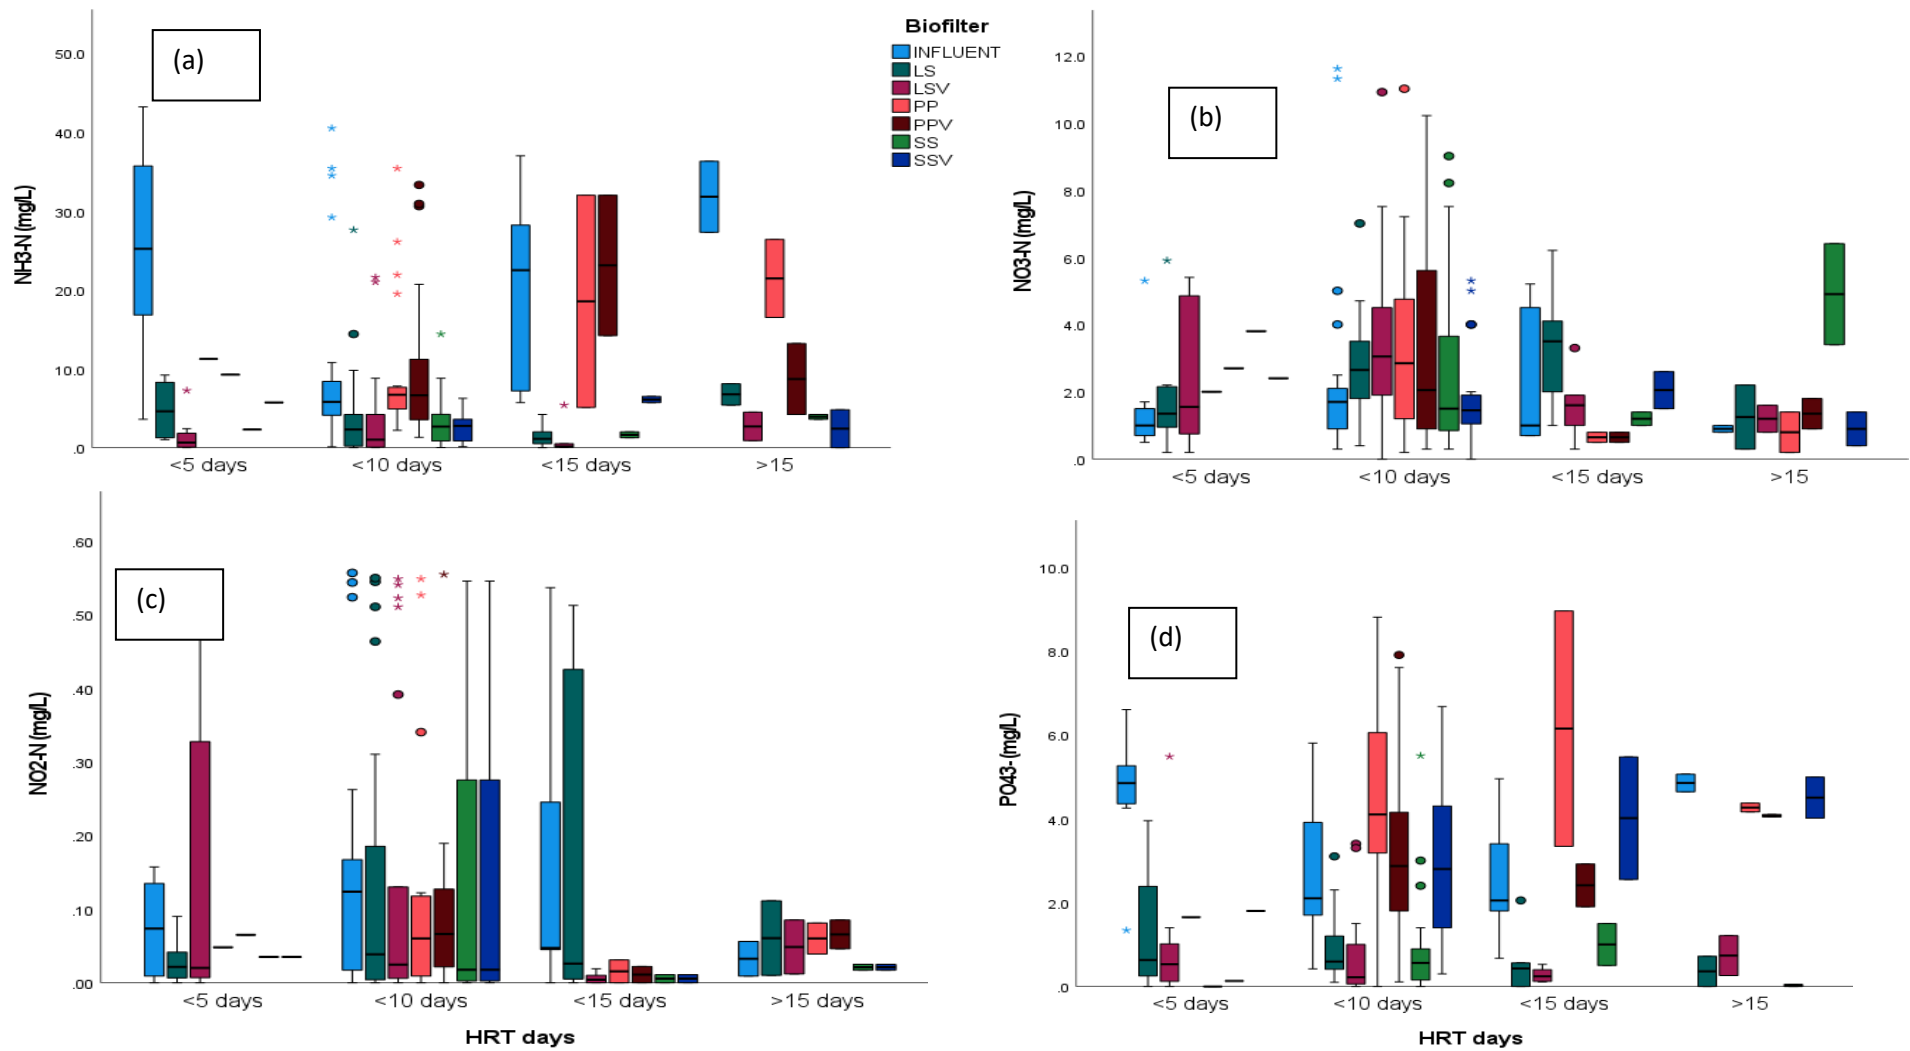 (a)
50.0
40.0
30.0
20.0
10.0
.0
NH3-N (mg/L)
<5 days
<10 days
<15 days
>15
Biofilter
INFLUENT
LS
LSV
PP
PPV
SS
SSV
(b)
12.0
10.0
8.0
6.0
4.0
2.0
.0
NO3-N (mg/L)
<5 days
<10 days
<15 days
>15
(c)
.60
.50
.40
.30
.20
.10
.00
NO2-N (mg/L)
<5 days
<10 days
<15 days
>15 days
HRT days
(d)
10.0
8.0
6.0
4.0
2.0
.0
PO43- (mg/L)
<5 days
<10 days
<15 days
>15
HRT days